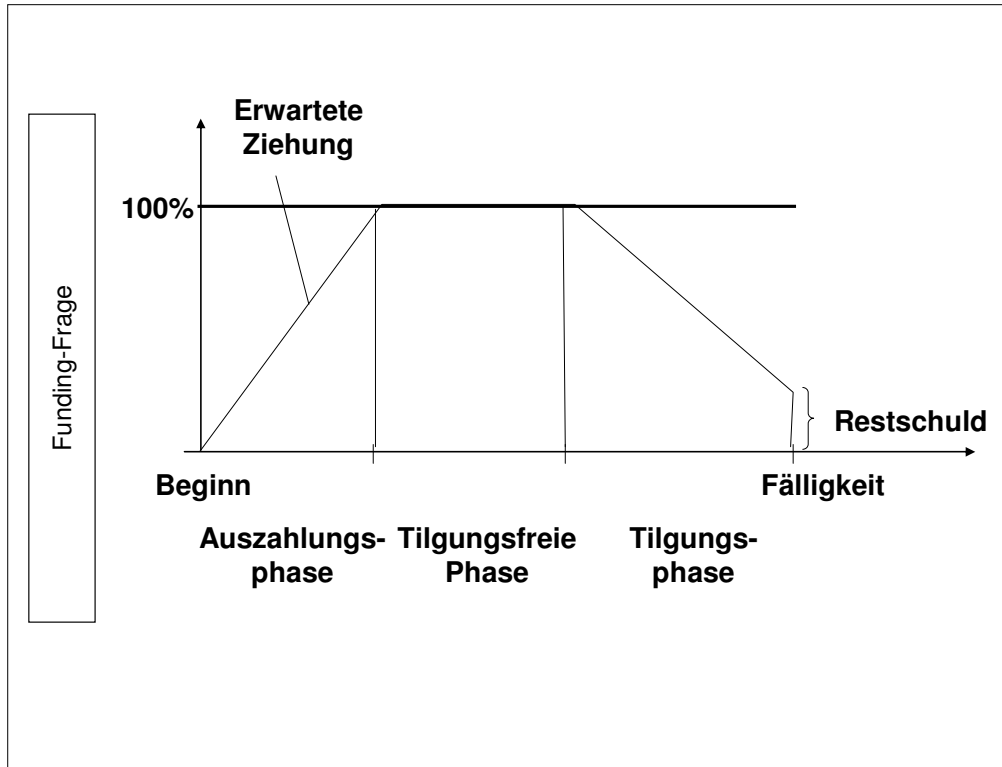 Funding-Frage
Erwartete
Ziehung
100%
Restschuld
Beginn
Fälligkeit
Auszahlungs-
phase
Tilgungsfreie
Phase
Tilgungs-
phase